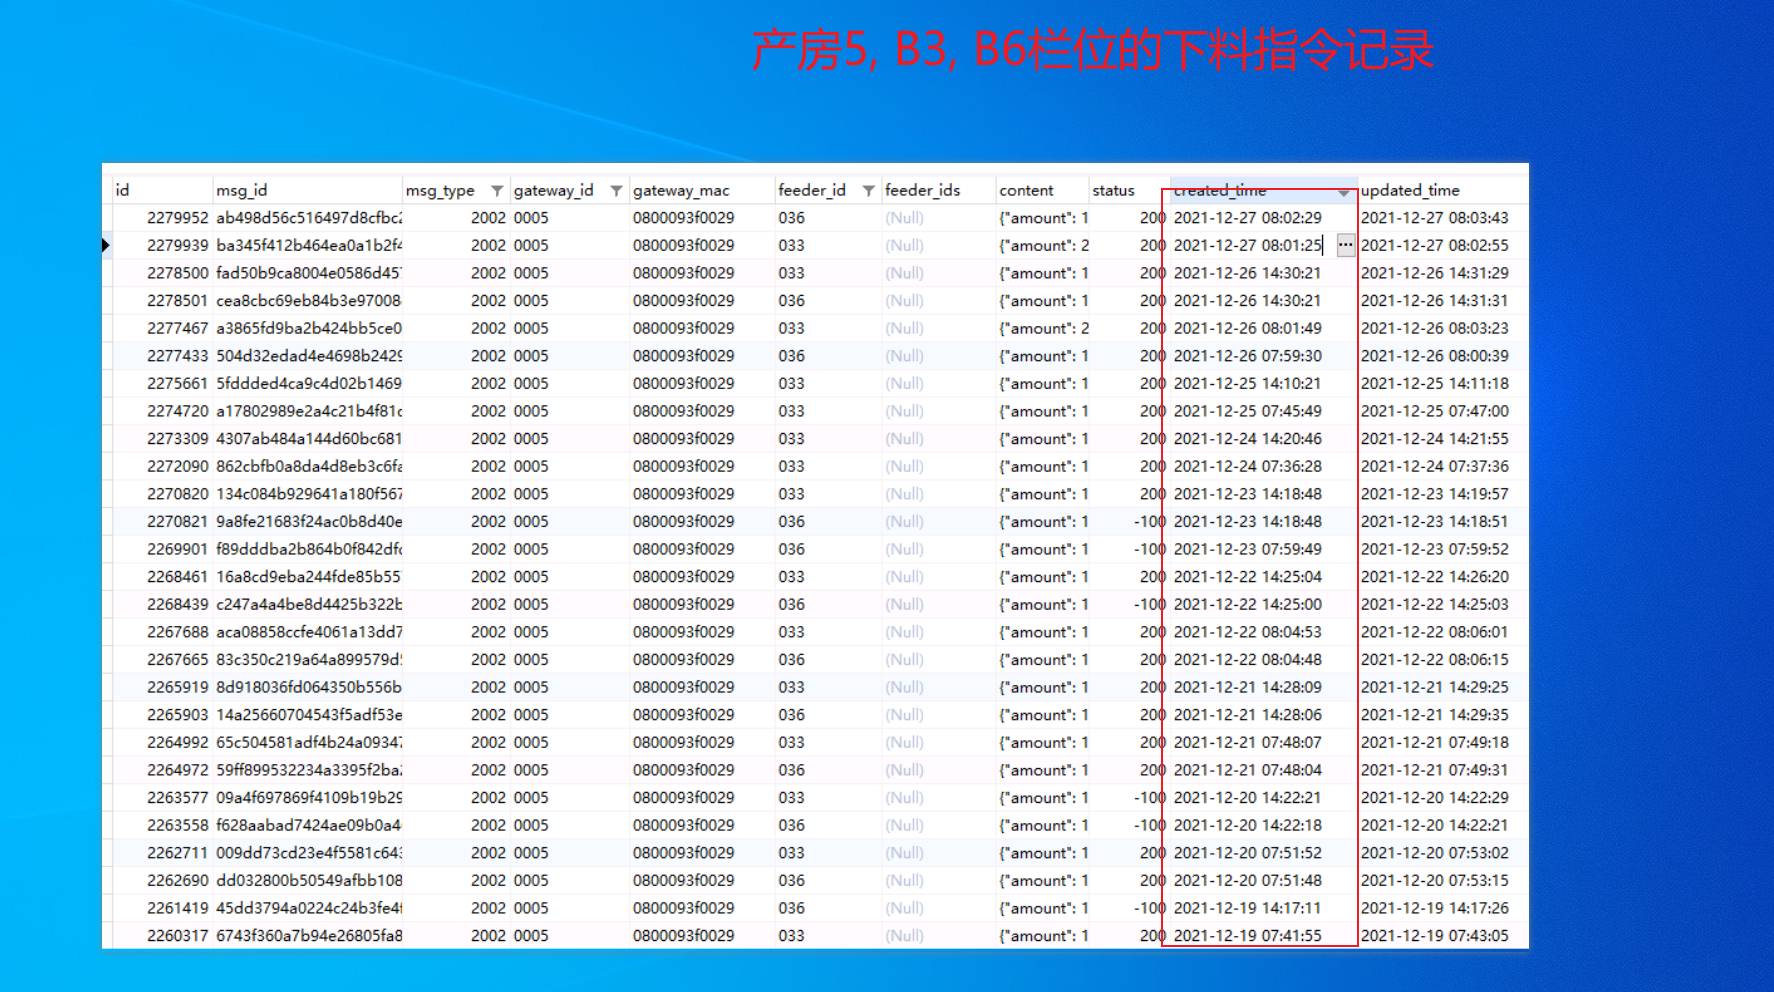 产房5, B3, B6栏位的下料指令记录
id msg_id msg_type gateway_id gateway_mac feeder_id feeder_ids content status created_time updated_time
2279952 ab498d56c516497d8cfbc2 2002 0005 0800093f0029 036 (Null) {"amount": 1 200 2021-12-27 08:02:29 2021-12-27 08:03:43
2279939 ba345f412b464ea0a1b2f4 2002 0005 0800093f0029 033 (Null) {"amount": 2 200 2021-12-27 08:01:25 ... 2021-12-27 08:02:55
2278500 fad50b9ca8004e0586d45 2002 0005 0800093f0029 033 (Null) {"amount": 1 200 2021-12-26 14:30:21 2021-12-26 14:31:29
2278501 cea8cbc69eb84b3e97008 2002 0005 0800093f0029 036 (Null) {"amount": 1 200 2021-12-26 14:30:21 2021-12-26 14:31:31
2277467 a3865fd9ba2b424bb5ce0 2002 0005 0800093f0029 033 (Null) {"amount": 2 200 2021-12-26 08:01:49 2021-12-26 08:03:23
2277433 504d32edad4e4698b2429 2002 0005 0800093f0029 036 (Null) {"amount": 1 200 2021-12-26 07:59:30 2021-12-26 08:00:39
2275661 5fddded4ca9c4d02b1469 2002 0005 0800093f0029 033 (Null) {"amount": 1 200 2021-12-25 14:10:21 2021-12-25 14:11:18
2274720 a17802989e2a4c21b4f81c 2002 0005 0800093f0029 033 (Null) {"amount": 1 200 2021-12-25 07:45:49 2021-12-25 07:47:00
2273309 4307ab484a144d60bc681 2002 0005 0800093f0029 033 (Null) {"amount": 1 200 2021-12-24 14:20:46 2021-12-24 14:21:55
2272090 862cbfb0a8da4d8eb3c6fa 2002 0005 0800093f0029 033 (Null) {"amount": 1 200 2021-12-24 07:36:28 2021-12-24 07:37:36
2270820 134c084b929641a180f567 2002 0005 0800093f0029 033 (Null) {"amount": 1 200 2021-12-23 14:18:48 2021-12-23 14:19:57
2270821 9a8fe21683f24ac0b8d40e 2002 0005 0800093f0029 036 (Null) {"amount": 1 -100 2021-12-23 14:18:48 2021-12-23 14:18:51
2269901 f89dddba2b864b0f842dfc 2002 0005 0800093f0029 036 (Null) {"amount": 1 -100 2021-12-23 07:59:49 2021-12-23 07:59:52
2268461 16a8cd9eba244fde85b55 2002 0005 0800093f0029 033 (Null) {"amount": 1 200 2021-12-22 14:25:04 2021-12-22 14:26:20
2268439 c247a4a4be8d4425b322b 2002 0005 0800093f0029 036 (Null) {"amount": 1 -100 2021-12-22 14:25:00 2021-12-22 14:25:03
2267688 aca08858ccfe4061a13dd7 2002 0005 0800093f0029 033 (Null) {"amount": 1 200 2021-12-22 08:04:53 2021-12-22 08:06:01
2267665 83c350c219a64a899579d 2002 0005 0800093f0029 036 (Null) {"amount": 1 200 2021-12-22 08:04:48 2021-12-22 08:06:15
2265919 8d918036fd064350b556b 2002 0005 0800093f0029 033 (Null) {"amount": 1 200 2021-12-21 14:28:09 2021-12-21 14:29:25
2265903 14a25660704543f5adf53e 2002 0005 0800093f0029 036 (Null) {"amount": 1 200 2021-12-21 14:28:06 2021-12-21 14:29:35
2264992 65c504581adf4b24a09347 2002 0005 0800093f0029 033 (Null) {"amount": 1 200 2021-12-21 07:48:07 2021-12-21 07:49:18
2264972 59ff899532234a3395f2ba 2002 0005 0800093f0029 036 (Null) {"amount": 1 200 2021-12-21 07:48:04 2021-12-21 07:49:31
2263577 09a4f697869f4109b19b29 2002 0005 0800093f0029 033 (Null) {"amount": 1 -100 2021-12-20 14:22:21 2021-12-20 14:22:29
2263558 f628aabad7424ae09b0a4 2002 0005 0800093f0029 036 (Null) {"amount": 1 -100 2021-12-20 14:22:18 2021-12-20 14:22:21
2262711 009dd73cd23e4f5581c643 2002 0005 0800093f0029 033 (Null) {"amount": 1 200 2021-12-20 07:51:52 2021-12-20 07:53:02
2262690 dd032800b50549afbb108 2002 0005 0800093f0029 036 (Null) {"amount": 1 200 2021-12-20 07:51:48 2021-12-20 07:53:15
2261419 45dd3794a0224c24b3fe4f 2002 0005 0800093f0029 036 (Null) {"amount": 1 -100 2021-12-19 14:17:11 2021-12-19 14:17:26
2260317 6743f360a7b94e26805fa8 2002 0005 0800093f0029 033 (Null) {"amount": 1 200 2021-12-19 07:41:55 2021-12-19 07:43:05